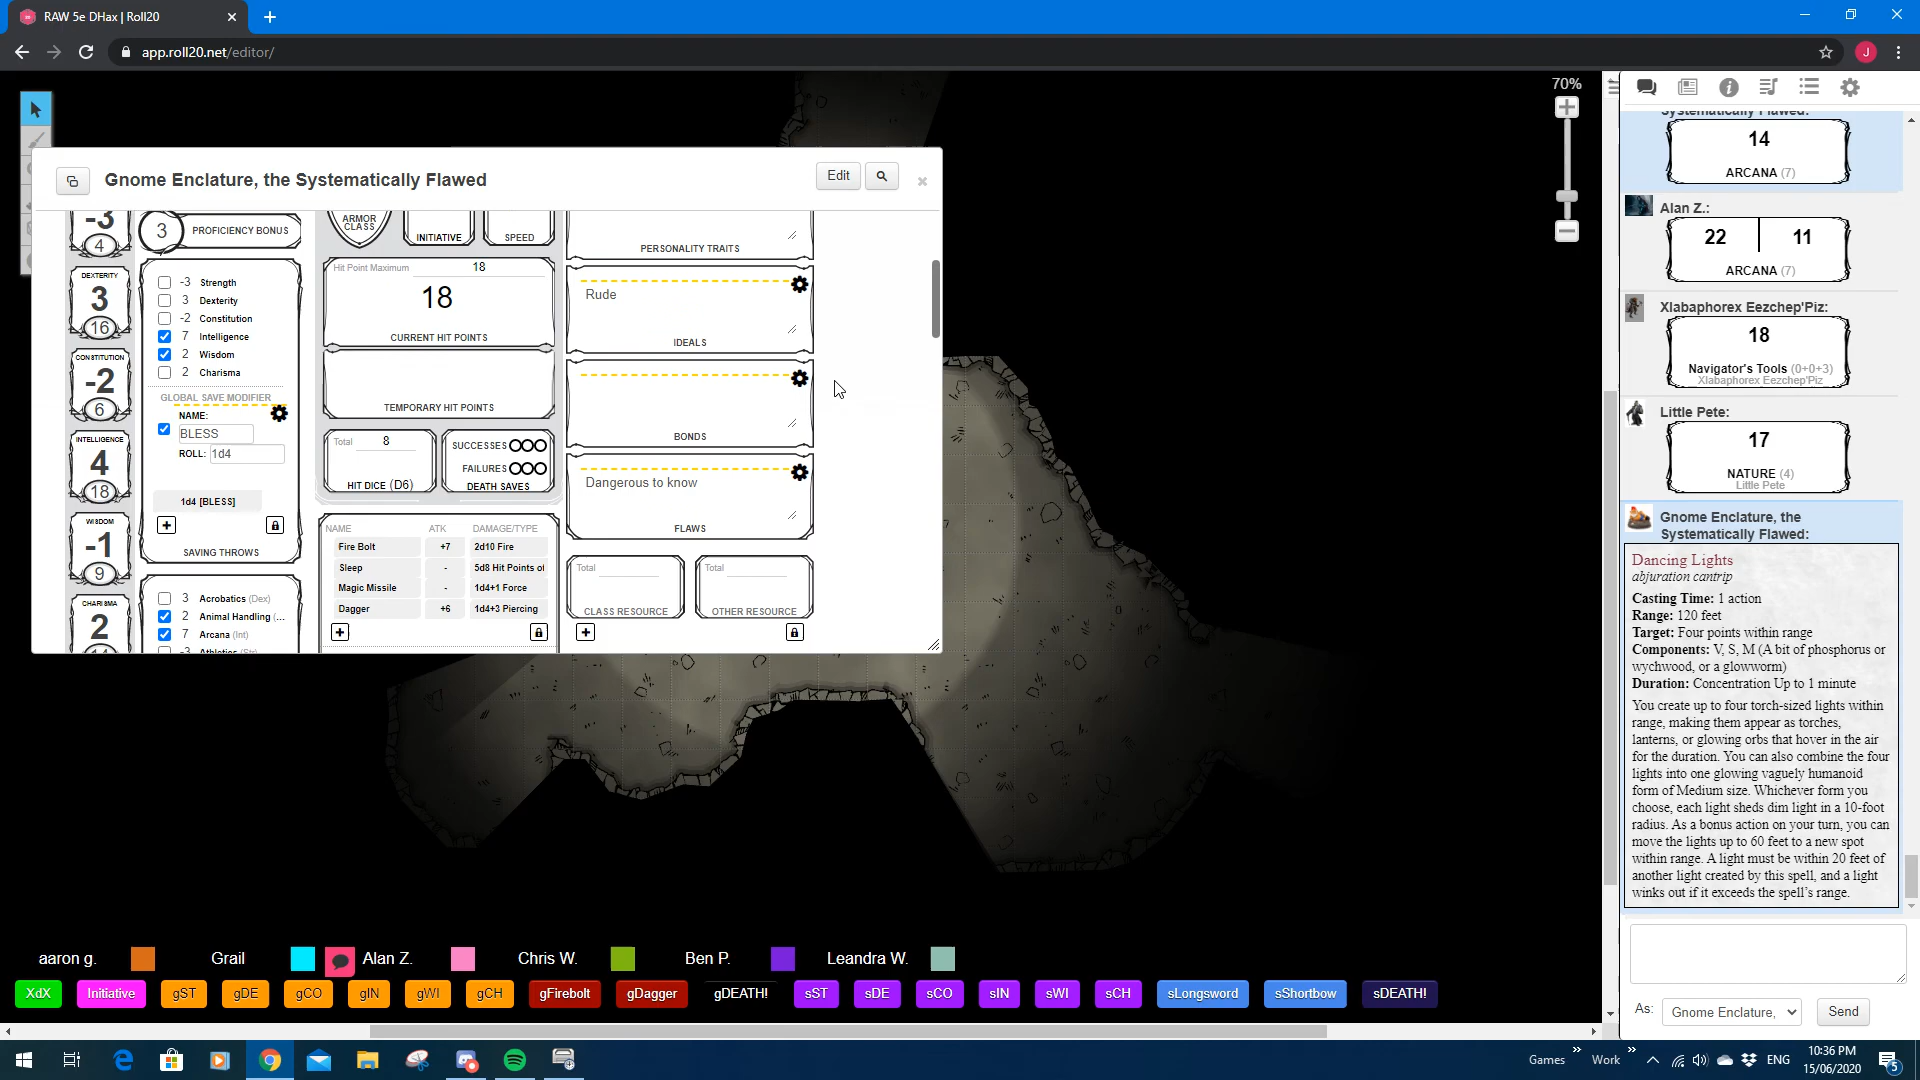 RAW 5e DHax | Roll20
app.roll20.net/editor/
70%
Gnome Enclature, the Systematically Flawed
Edit
-3
4
3
PROFICIENCY BONUS
DEXTERITY
3
16
CONSTITUTION
-2
6
INTELLIGENCE
4
18
WISDOM
-1
9
CHARISMA
2
-3 Strength
3 Dexterity
-2 Constitution
7 Intelligence
2 Wisdom
2 Charisma
GLOBAL SAVE MODIFIER
NAME:
BLESS
ROLL: 1d4
1d4 [BLESS]
SAVING THROWS
3 Acrobatics (Dex)
2 Animal Handling (...
7 Arcana (Int)
ARMOR
CLASS
INITIATIVE
SPEED
Hit Point Maximum 18
18
CURRENT HIT POINTS
TEMPORARY HIT POINTS
Total 8
HIT DICE (D6)
SUCCESSES
FAILURES
DEATH SAVES
NAME ATK DAMAGE/TYPE
Fire Bolt +7 2d10 Fire
Sleep - 5d8 Hit Points of
Magic Missile - 1d4+1 Force
Dagger +6 1d4+3 Piercing
PERSONALITY TRAITS
Rude
IDEALS
BONDS
Dangerous to know
FLAWS
Total
CLASS RESOURCE
Total
OTHER RESOURCE
Systematically Flawed:
14
ARCANA (7)
Alan Z.:
22 11
ARCANA (7)
Xlabaphorex Eezchep'Piz:
18
Navigator's Tools (0+0+3)
Xlabaphorex Eezchep'Piz
Little Pete:
17
NATURE (4)
Little Pete
Gnome Enclature, the
Systematically Flawed:
Dancing Lights
abjuration cantrip
Casting Time: 1 action
Range: 120 feet
Target: Four points within range
Components: V, S, M (A bit of phosphorus or
wychwood, or a glowworm)
Duration: Concentration Up to 1 minute
You create up to four torch-sized lights within
range, making them appear as torches,
lanterns, or glowing orbs that hover in the air
for the duration. You can also combine the four
lights into one glowing vaguely humanoid
form of Medium size. Whichever form you
choose, each light sheds dim light in a 10-foot
radius. As a bonus action on your turn, you can
move the lights up to 60 feet to a new spot
within range. A light must be within 20 feet of
another light created by this spell, and a light
winks out if it exceeds the spell's range.
As: Gnome Enclature, Send
aaron g. Grail Alan Z. Chris W. Ben P. Leandra W.
XdX Initiative gST gDE gCO gIN gWI gCH gFirebolt gDagger gDEATH! sST sDE sCO sIN sWI sCH sLongsword sShortbow sDEATH!
Games Work ENG
10:36 PM
15/06/2020
5
J